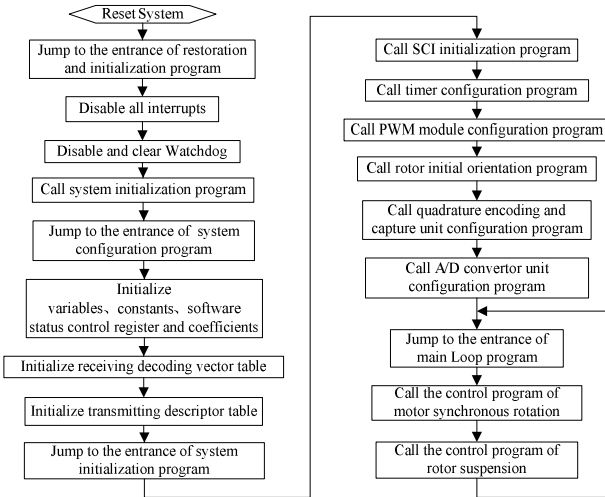 Reset System
Jump to the entrance of restoration
and initialization program
Disable all interrupts
Disable and clear Watchdog
Call system initialization program
Jump to the entrance of system
configuration program
Initialize
variables、constants、software
status control register and coefficients
Initialize receiving decoding vector table
Initialize transmitting descriptor table
Jump to the entrance of system
initialization program
Call SCI initialization program
Call timer configuration program
Call PWM module configuration program
Call rotor initial orientation program
Call quadrature encoding and
capture unit configuration program
Call A/D convertor unit
configuration program
Jump to the entrance of
main Loop program
Call the control program of
motor synchronous rotation
Call the control program of
rotor suspension